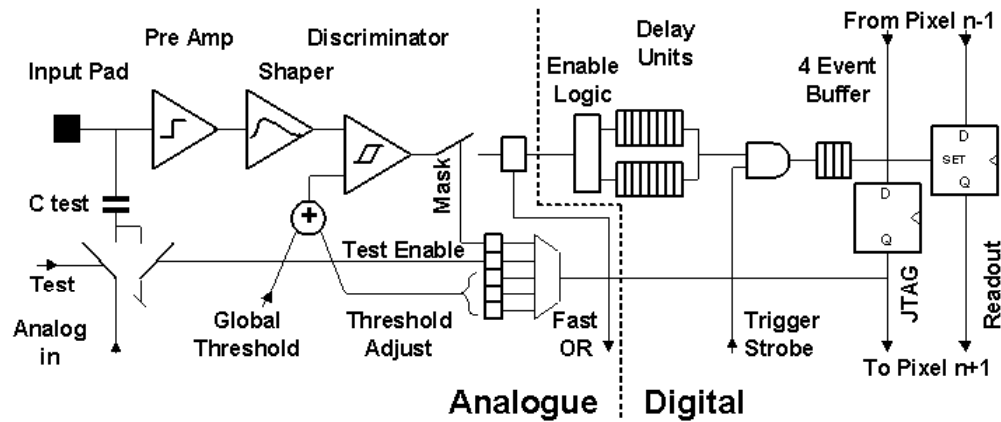 From Pixel n-1
Pre Amp
Discriminator
Delay
Units
Input Pad
Shaper
Enable
Logic
4 Event
Buffer
D
SET
Q
C test
Mask
+
D
Q
Test Enable
Test
Analog
in
Global
Threshold
Threshold
Adjust
Fast
OR
Trigger
Strobe
JTAG
Readout
To Pixel n+1
Analogue
Digital